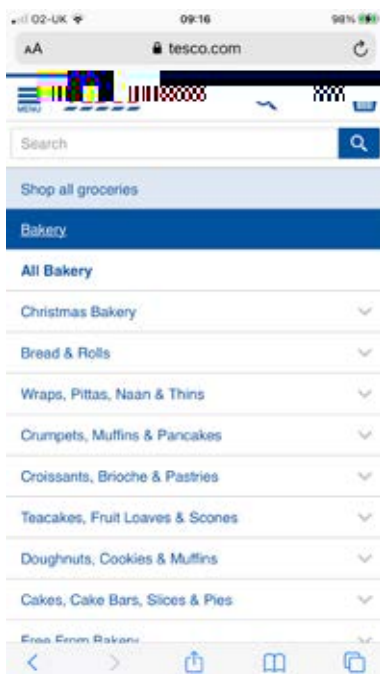 O2-UK 09:16 98%
AA tesco.com
MENU
Search
Shop all groceries
Bakery
All Bakery
Christmas Bakery
Bread & Rolls
Wraps, Pittas, Naan & Thins
Crumpets, Muffins & Pancakes
Croissants, Brioche & Pastries
Teacakes, Fruit Loaves & Scones
Doughnuts, Cookies & Muffins
Cakes, Cake Bars, Slices & Pies
Free From Bakery